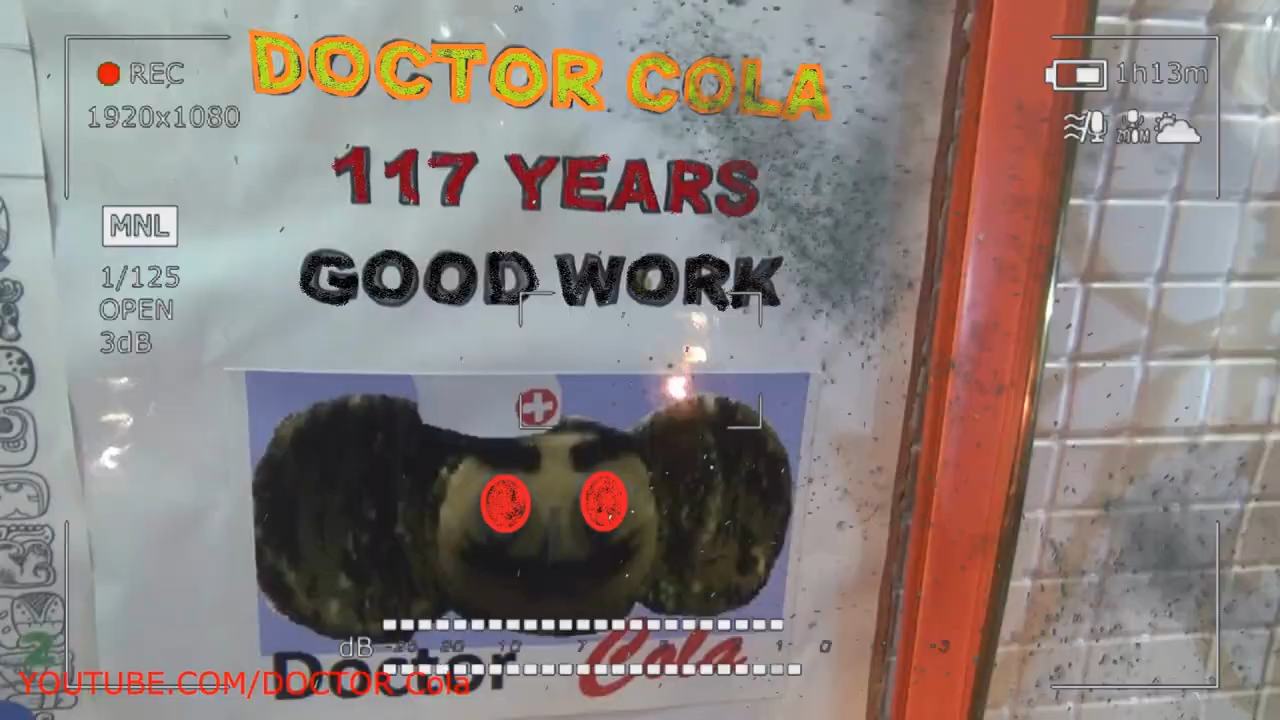 DOCTOR COLA
REC
1h13m
1920x1080
117 YEARS
MNL
GOOD WORK
1/125
OPEN
3dB
dB
Doctor Cola
YOUTUBE.COM/DOCTOR Cola